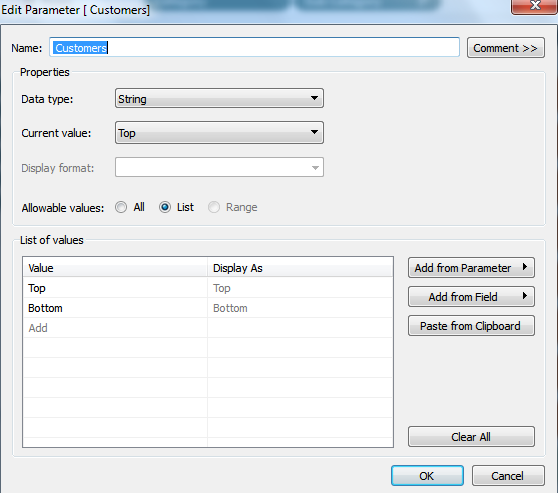 Edit Parameter [ Customers]
Name: Customers Comment >>
Properties
Data type: String
Current value: Top
Display format:
Allowable values: All List Range
List of values
Value Display As
Top Top
Bottom Bottom
Add
Add from Parameter
Add from Field
Paste from Clipboard
Clear All
OK Cancel